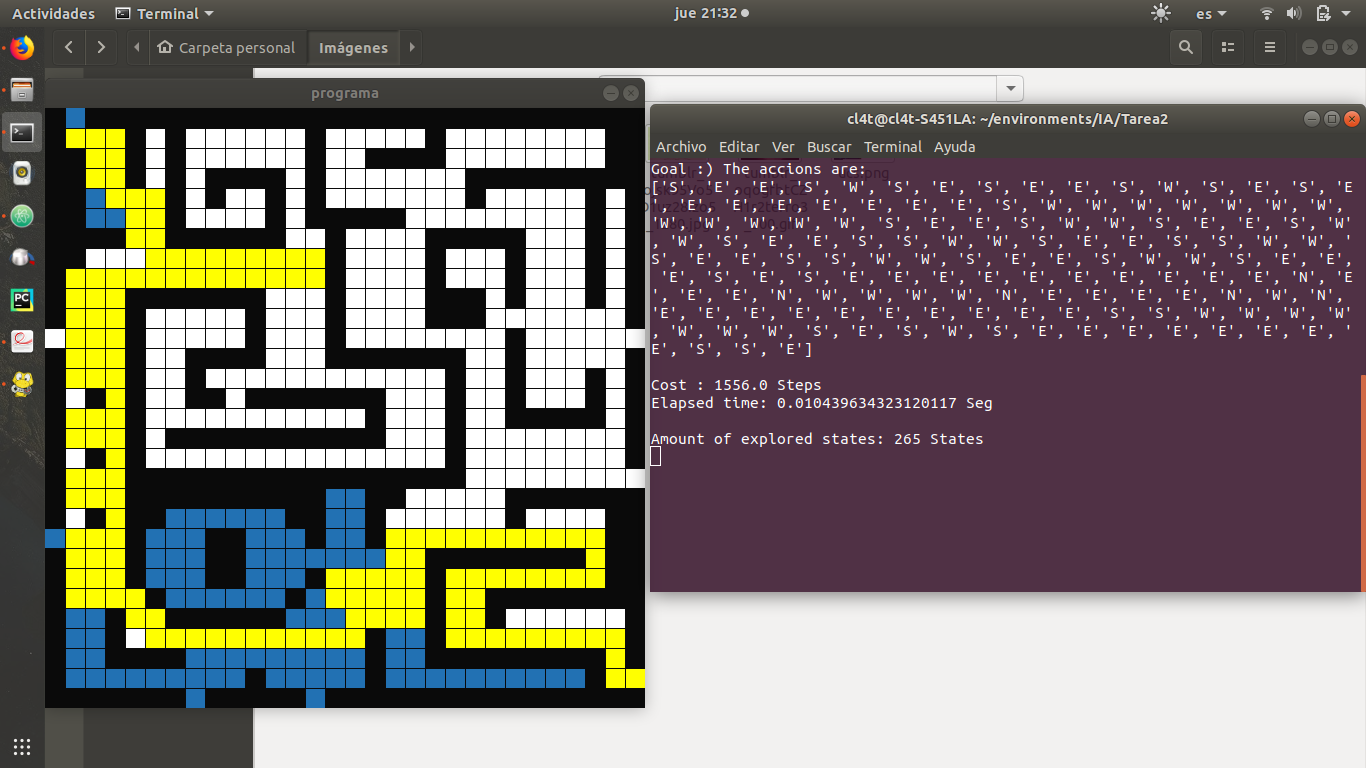 Actividades
Terminal
jue 21:32
es
Carpeta personal
Imágenes
programa
cl4t@cl4t-S451LA: ~/environments/IA/Tarea2
Archivo Editar Ver Buscar Terminal Ayuda
Goal :) The accions are:
['S', 'E', 'E', 'S', 'W', 'S', 'E', 'S', 'E', 'E', 'S', 'W', 'S', 'E', 'S', 'E
', 'E', 'E', 'E', 'E', 'E', 'E', 'E', 'S', 'W', 'W', 'W', 'W', 'W', 'W', 'W', 
'W', 'W', 'W', 'W', 'W', 'S', 'E', 'E', 'S', 'W', 'W', 'S', 'E', 'E', 'S', 'W'
, 'W', 'S', 'E', 'E', 'S', 'S', 'W', 'W', 'S', 'E', 'E', 'S', 'S', 'W', 'W', '
S', 'E', 'E', 'S', 'S', 'W', 'W', 'S', 'E', 'E', 'S', 'W', 'W', 'S', 'E', 'E',
 'E', 'S', 'E', 'S', 'E', 'E', 'E', 'E', 'E', 'E', 'E', 'E', 'E', 'E', 'N', 'E
', 'E', 'E', 'N', 'W', 'W', 'W', 'W', 'N', 'E', 'E', 'E', 'E', 'N', 'W', 'N', 
'E', 'E', 'E', 'E', 'E', 'E', 'E', 'E', 'E', 'E', 'S', 'S', 'W', 'W', 'W', 'W'
, 'W', 'W', 'W', 'S', 'E', 'S', 'W', 'S', 'E', 'E', 'E', 'E', 'E', 'E', 'E', '
E', 'S', 'S', 'E']
Cost : 1556.0 Steps
Elapsed time: 0.010439634323120117 Seg
Amount of explored states: 265 States
PC